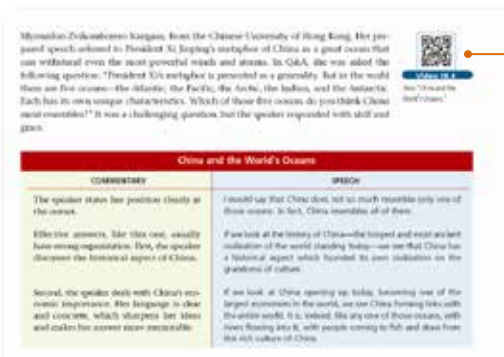 from the Chinese University of Hong Kong. Her pre-
pared speech referred to President Xi Jinping's metaphor of China as a great ocean that
can withstand even the most powerful winds and storms. In Q&A, she was asked the
following question: "President Xi's metaphor is presented as a generality. But in the world
there are five oceans—the Atlantic, the Pacific, the Arctic, the Indian, and the Antarctic.
Each has its own unique characteristics. Which of those five oceans do you think China
most resembles?" It was a challenging question, but the speaker responded with skill and
grace.
Video
China and the World's Oceans
COMMENTARY
SPEECH
The speaker states her position clearly at
the outset.
I would say that China does not so much resemble only one of
those oceans. In fact, China resembles all of them.
Effective answers, like this one, usually
have strong organization. First, the speaker
discusses the historical aspect of China.
If we look at the history of China—the longest and most ancient
civilization of the world standing today—we see that China has
a historical aspect which founded its own civilization on the
grandness of culture.
Second, the speaker deals with China's eco-
nomic importance. Her language is clear
and concrete, which sharpens her ideas
and makes her answer more memorable.
If we look at China opening up today, becoming one of the
largest economies in the world, we see China forming links with
the entire world. It is, indeed, like any one of those oceans, with
rivers flowing into it, with people coming to fish and draw from
the rich culture of China.